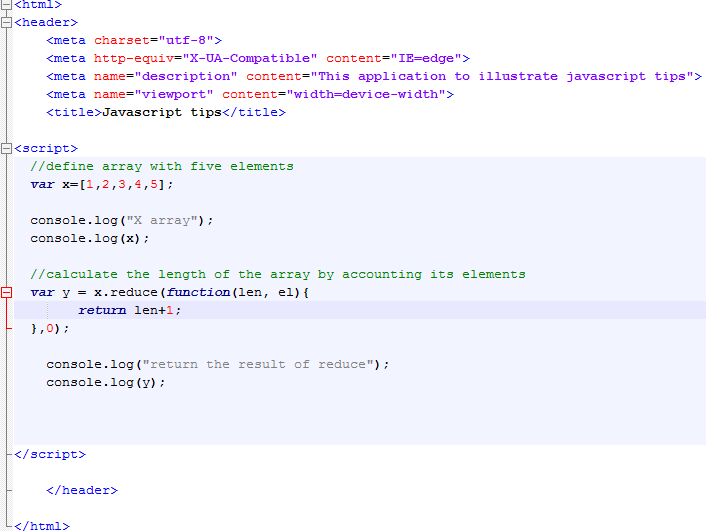 <html>
<header>
<meta charset="utf-8">
<meta http-equiv="X-UA-Compatible" content="IE=edge">
<meta name="description" content="This application to illustrate javascript tips">
<meta name="viewport" content="width=device-width">
<title>Javascript tips</title>
<script>
//define array with five elements
var x=[1,2,3,4,5];
console.log("X array");
console.log(x);
//calculate the length of the array by accounting its elements
var y = x.reduce(function(len, el){
return len+1;
},0);
console.log("return the result of reduce");
console.log(y);
</script>
</header>
</html>